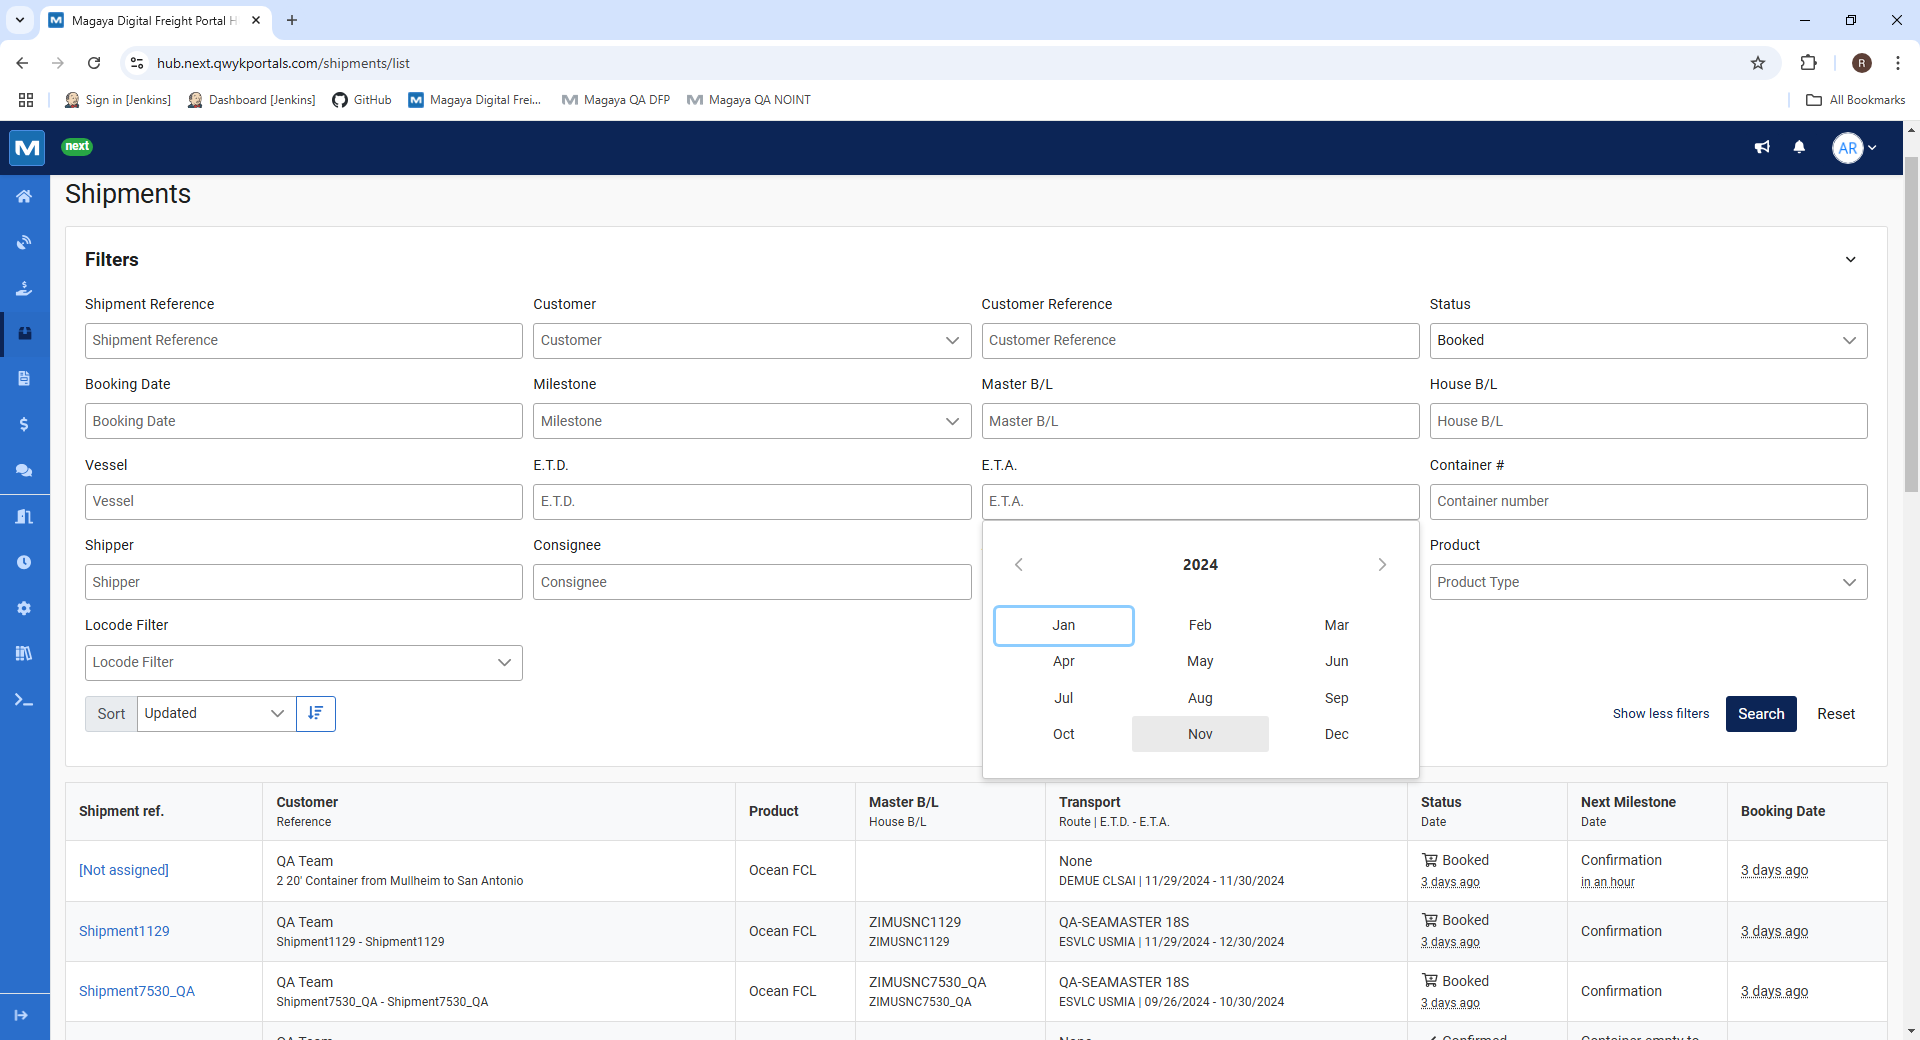 Magaya Digital Freight Portal H
hub.next.qwykportals.com/shipments/list
R
Sign in [Jenkins]
Dashboard [Jenkins]
GitHub
Magaya Digital Frei...
Magaya QA DFP
Magaya QA NOINT
All Bookmarks
next
AR
Shipments
Filters
Shipment Reference
Customer
Customer Reference
Status
Shipment Reference
Customer
Customer Reference
Booked
Booking Date
Milestone
Master B/L
House B/L
Booking Date
Milestone
Master B/L
House B/L
Vessel
E.T.D.
E.T.A.
Container #
Vessel
E.T.D.
E.T.A.
Container number
Shipper
Consignee
Product
Shipper
Consignee
Product Type
2024
Jan Feb Mar
Apr May Jun
Jul Aug Sep
Oct Nov Dec
Locode Filter
Locode Filter
Sort
Updated
Show less filters
Search
Reset
Shipment ref.
Customer
Reference
Product
Master B/L
House B/L
Transport
Route | E.T.D. - E.T.A.
Status
Date
Next Milestone
Date
Booking Date
[Not assigned]
QA Team
2 20' Container from Mullheim to San Antonio
Ocean FCL
None
DEMUE CLSAI | 11/29/2024 - 11/30/2024
Booked
3 days ago
Confirmation
in an hour
3 days ago
Shipment1129
QA Team
Shipment1129 - Shipment1129
Ocean FCL
ZIMUSNC1129
ZIMUSNC1129
QA-SEAMASTER 18S
ESVLC USMIA | 11/29/2024 - 12/30/2024
Booked
3 days ago
Confirmation
3 days ago
Shipment7530_QA
QA Team
Shipment7530_QA - Shipment7530_QA
Ocean FCL
ZIMUSNC7530_QA
ZIMUSNC7530_QA
QA-SEAMASTER 18S
ESVLC USMIA | 09/26/2024 - 10/30/2024
Booked
3 days ago
Confirmation
3 days ago
QA Team
None
Confirmed
Container empty to